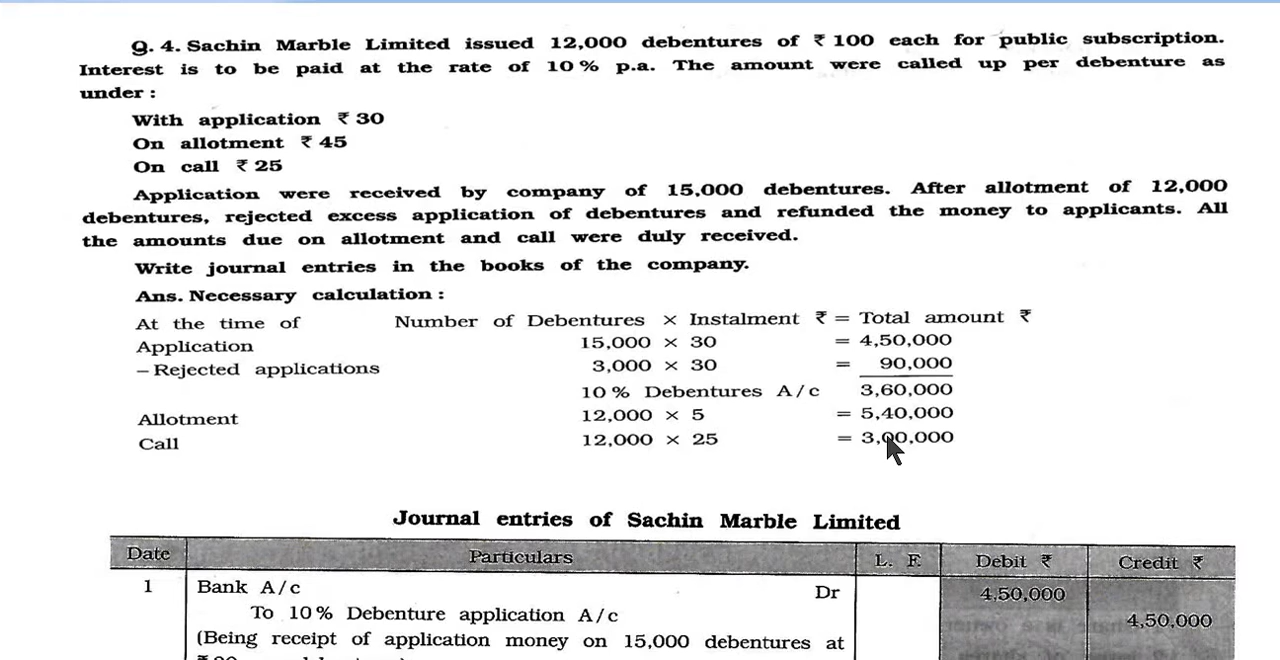 Q. 4. Sachin Marble Limited issued 12,000 debentures of ₹ 100 each for public subscription.
Interest is to be paid at the rate of 10 % p.a. The amount were called up per debenture as
under :
With application ₹ 30
On allotment ₹ 45
On call ₹ 25
Application were received by company of 15,000 debentures. After allotment of 12,000
debentures, rejected excess application of debentures and refunded the money to applicants. All
the amounts due on allotment and call were duly received.
Write journal entries in the books of the company.
Ans. Necessary calculation :
At the time of Number of Debentures × Instalment ₹ = Total amount ₹
Application 15,000 × 30 = 4,50,000
– Rejected applications 3,000 × 30 = 90,000
10 % Debentures A/c 3,60,000
Allotment 12,000 × 5 = 5,40,000
Call 12,000 × 25 = 3,00,000
Journal entries of Sachin Marble Limited
Date Particulars L. F. Debit ₹ Credit ₹
1 Bank A/c Dr 4,50,000
To 10 % Debenture application A/c 4,50,000
(Being receipt of application money on 15,000 debentures at